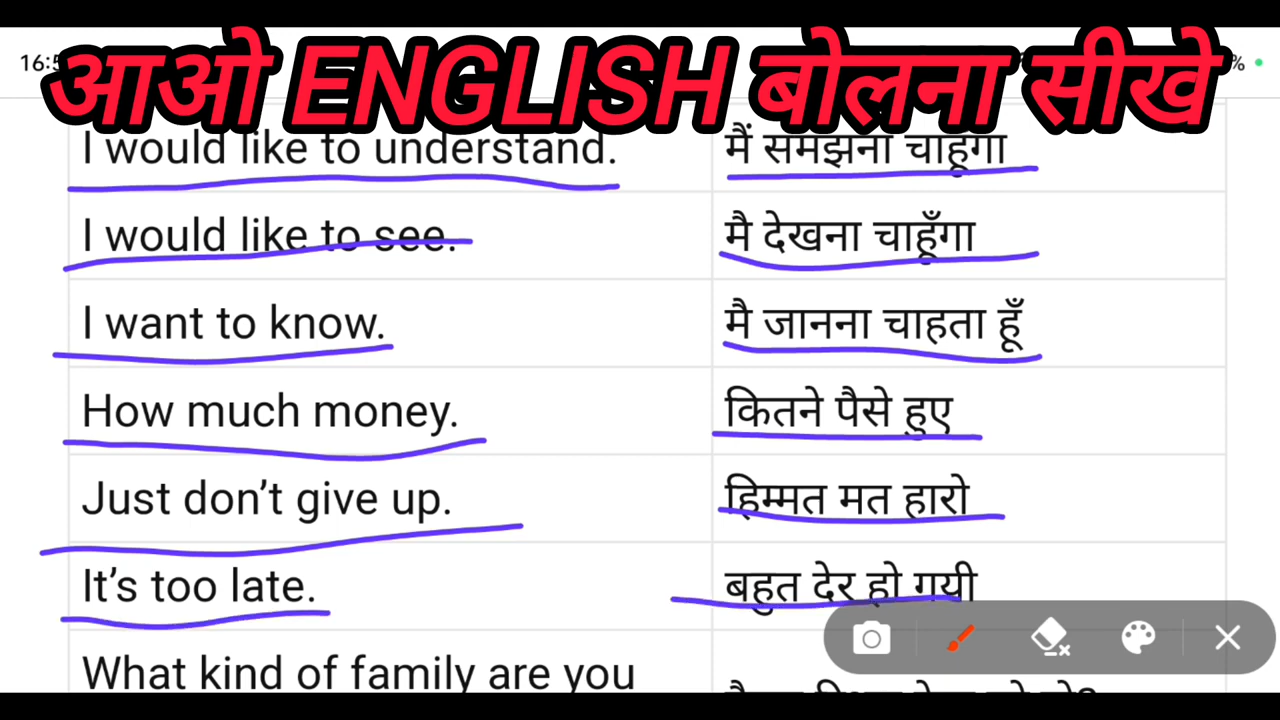 आओ ENGLISH बोलना सीखे
16:5 %
I would like to understand. मैं समझना चाहूंगा
I would like to see. मै देखना चाहूँगा
I want to know. मै जानना चाहता हूँ
How much money. कितने पैसे हुए
Just don’t give up. हिम्मत मत हारो
It’s too late. बहुत देर हो गयी
What kind of family are you